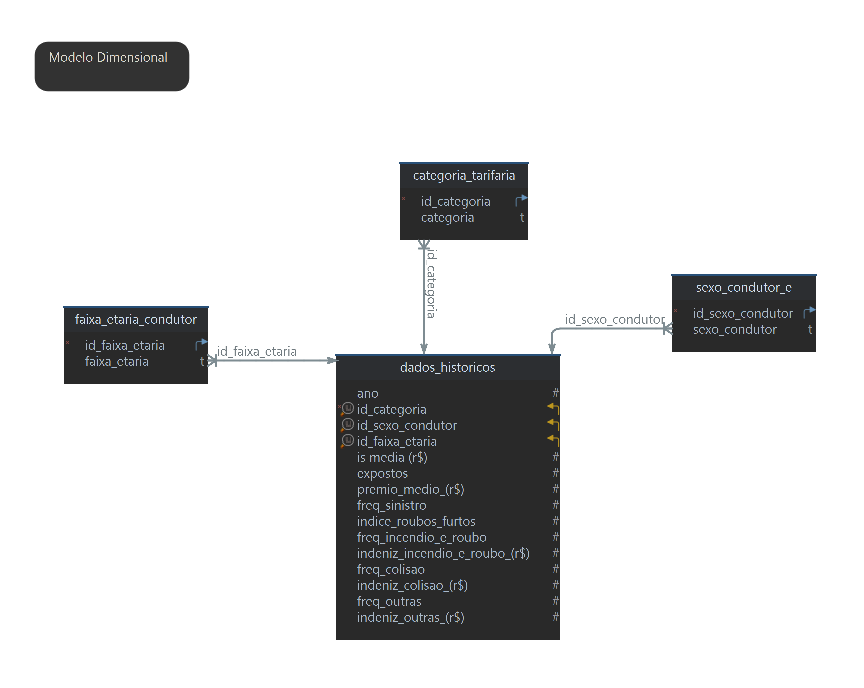 Modelo Dimensional
categoria_tarifaria
id_categoria
categoria t
id_categoria
sexo_condutor_e
id_sexo_condutor
sexo_condutor t
id_sexo_condutor
faixa_etaria_condutor
id_faixa_etaria
faixa_etaria t
id_faixa_etaria
dados_historicos
ano #
id_categoria
id_sexo_condutor
id_faixa_etaria
is media (r$) #
expostos #
premio_medio_(r$) #
freq_sinistro #
indice_roubos_furtos #
freq_incendio_e_roubo #
indeniz_incendio_e_roubo_(r$) #
freq_colisao #
indeniz_colisao_(r$) #
freq_outras #
indeniz_outras_(r$) #